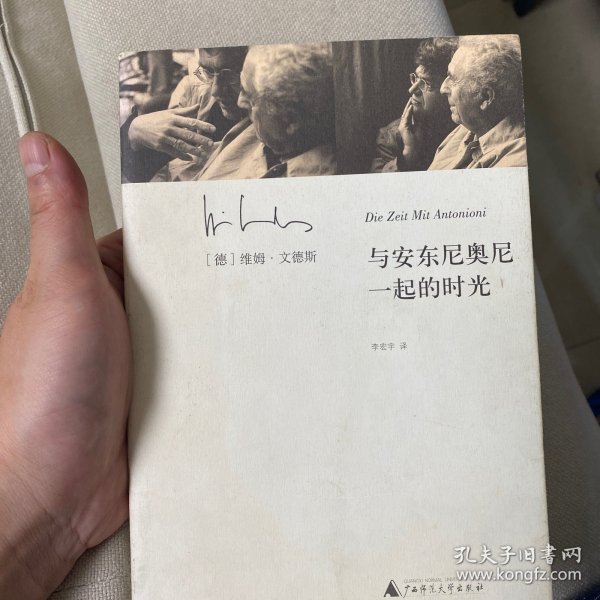 Die Zeit Mit Antonioni
[德]维姆·文德斯
与安东尼奥尼
一起的时光
李宏宇 译
广西师范大学出版社
孔夫子旧书网
www.kongfz.com